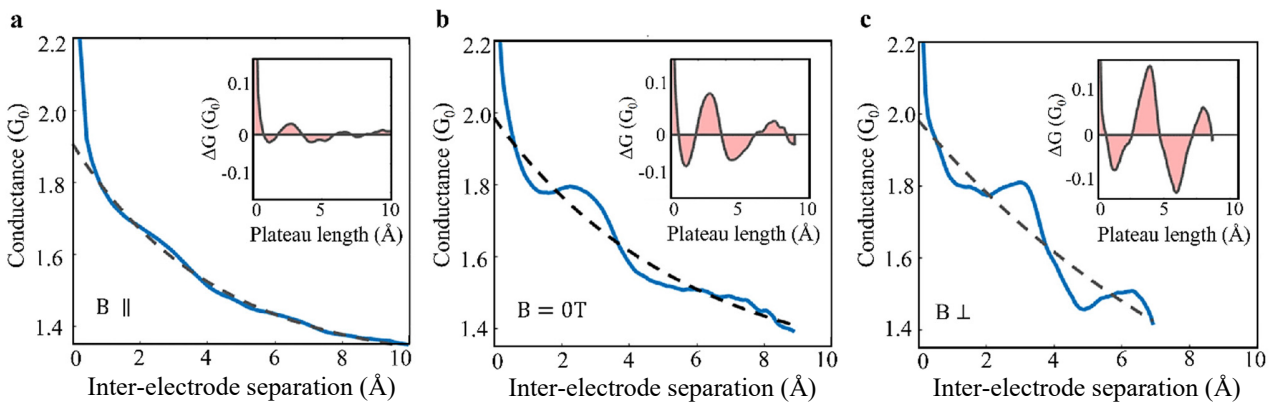 a
2.2
2.0
1.8
1.6
1.4
Conductance (G₀)
0 2 4 6 8 10
Inter-electrode separation (Å)
B ∥
0.1
0
-0.1
ΔG (G₀)
0 5 10
Plateau length (Å)
b
2.2
2.0
1.8
1.6
1.4
Conductance (G₀)
0 2 4 6 8 10
Inter-electrode separation (Å)
B = 0T
0.1
0
-0.1
ΔG (G₀)
0 5 10
Plateau length (Å)
c
2.2
2.0
1.8
1.6
1.4
Conductance (G₀)
0 2 4 6 8 10
Inter-electrode separation (Å)
B ⊥
0.1
0
-0.1
ΔG (G₀)
0 5 10
Plateau length (Å)